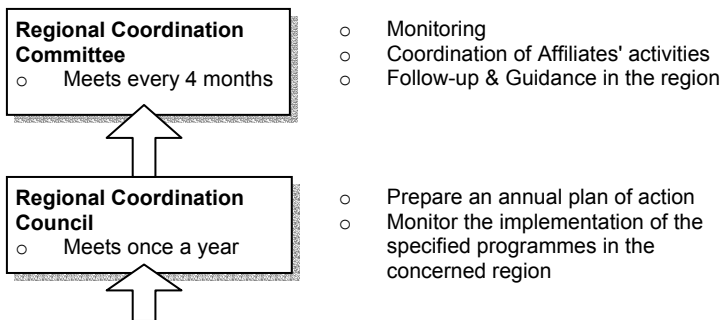 Regional Coordination
Committee
○ Meets every 4 months
○ Monitoring
○ Coordination of Affiliates' activities
○ Follow-up & Guidance in the region
Regional Coordination
Council
○ Meets once a year
○ Prepare an annual plan of action
○ Monitor the implementation of the
specified programmes in the
concerned region